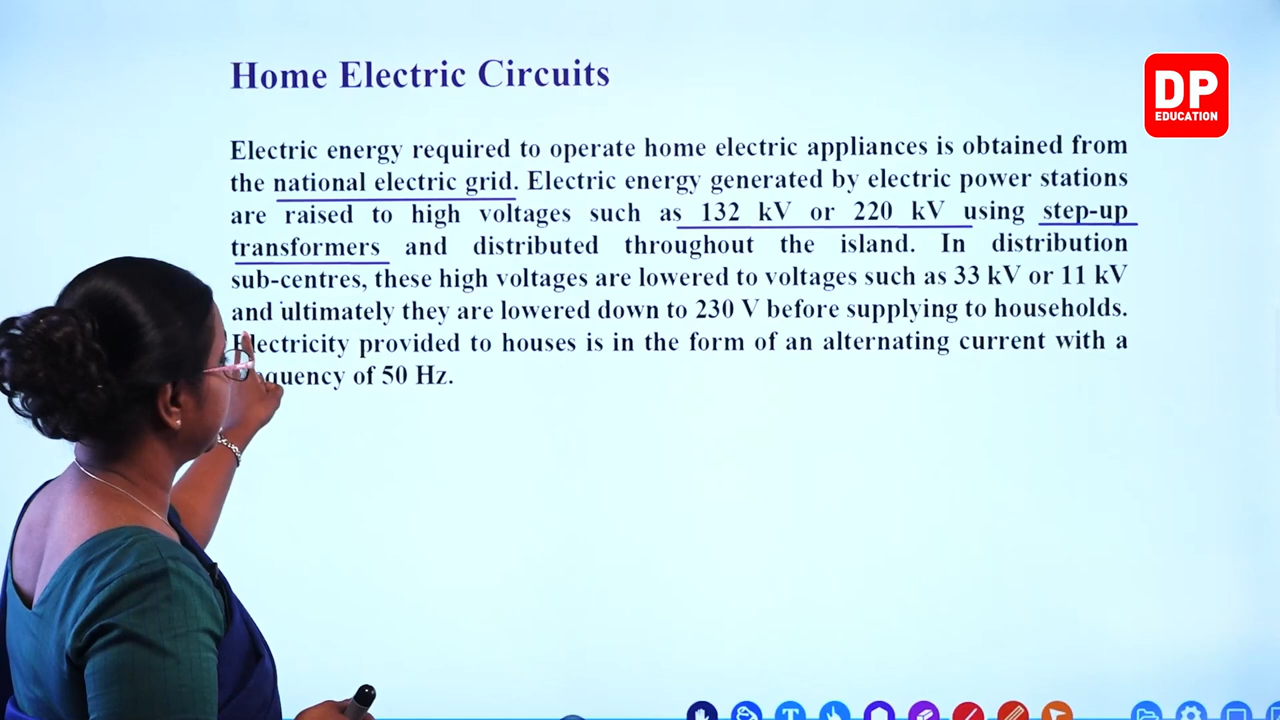 Home Electric Circuits
DP
EDUCATION
Electric energy required to operate home electric appliances is obtained from
the national electric grid. Electric energy generated by electric power stations
are raised to high voltages such as 132 kV or 220 kV using step-up
transformers and distributed throughout the island. In distribution
sub-centres, these high voltages are lowered to voltages such as 33 kV or 11 kV
and ultimately they are lowered down to 230 V before supplying to households.
Electricity provided to houses is in the form of an alternating current with a
of 50 Hz.